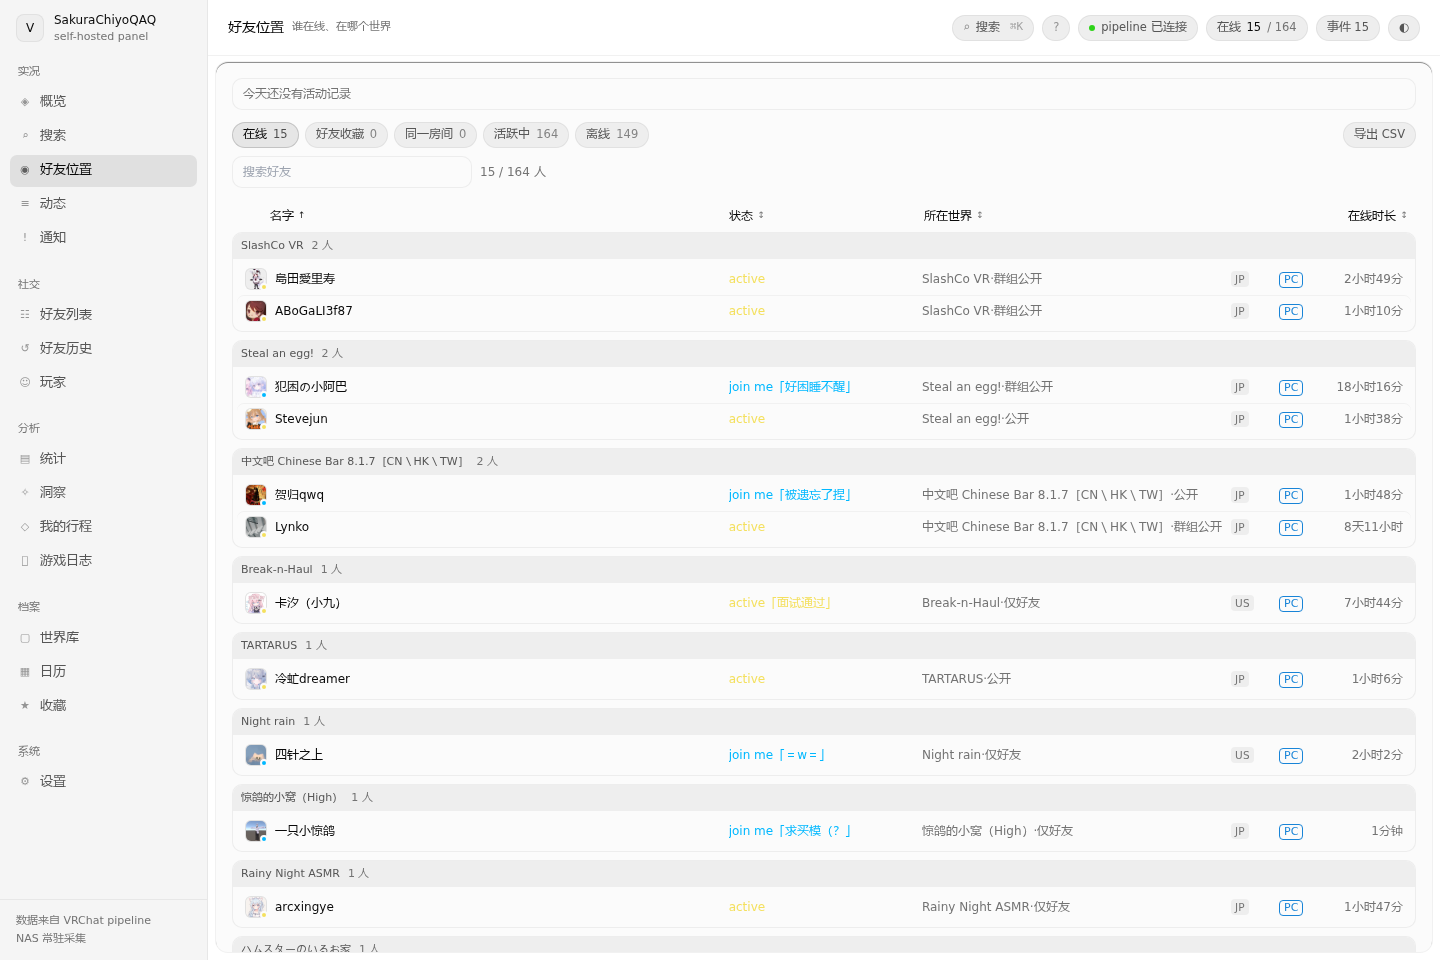 V
SakuraChiyoQAQ
self-hosted panel
实况
概览
搜索
好友位置
动态
通知
社交
好友列表
好友历史
玩家
分析
统计
洞察
我的行程
游戏日志
档案
世界库
日历
收藏
系统
设置
数据来自 VRChat pipeline
NAS 常驻采集
好友位置 谁在线、在哪个世界
搜索 ⌘K
?
pipeline 已连接
在线 15 / 164
事件 15
今天还没有活动记录
在线 15
好友收藏 0
同一房间 0
活跃中 164
离线 149
导出 CSV
搜索好友
15 / 164 人
名字 ↑ 状态 ↕ 所在世界 ↕ 在线时长 ↕
SlashCo VR 2 人
島田愛里寿 active SlashCo VR·群组公开 JP PC 2小时49分
ABoGaLI3f87 active SlashCo VR·群组公开 JP PC 1小时10分
Steal an egg! 2 人
犯困の小阿巴 join me「好困睡不醒」 Steal an egg!·群组公开 JP PC 18小时16分
Stevejun active Steal an egg!·公开 JP PC 1小时38分
中文吧 Chinese Bar 8.1.7［CN \ HK \ TW］ 2 人
贺归qwq join me「被遗忘了捏」 中文吧 Chinese Bar 8.1.7［CN \ HK \ TW］·公开 JP PC 1小时48分
Lynko active 中文吧 Chinese Bar 8.1.7［CN \ HK \ TW］·群组公开 JP PC 8天11小时
Break-n-Haul 1 人
卡汐（小九） active「面试通过」 Break-n-Haul·仅好友 US PC 7小时44分
TARTARUS 1 人
冷虻dreamer active TARTARUS·公开 JP PC 1小时6分
Night rain 1 人
四针之上 join me「 = w = 」 Night rain·仅好友 US PC 2小时2分
惊鸽的小窝（High） 1 人
一只小惊鸽 join me「求买模（？」 惊鸽的小窝（High）·仅好友 JP PC 1分钟
Rainy Night ASMR 1 人
arcxingye active Rainy Night ASMR·仅好友 JP PC 1小时47分
ハムスターのいるお家 1 人